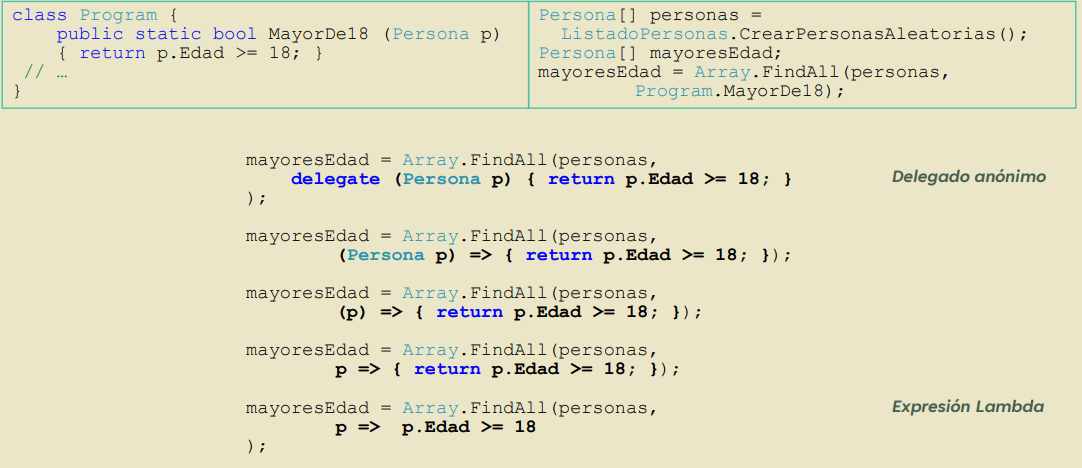 class Program {
public static bool MayorDe18 (Persona p)
{ return p.Edad >= 18; }
// …
}
Persona[] personas =
ListadoPersonas.CrearPersonasAleatorias();
Persona[] mayoresEdad;
mayoresEdad = Array.FindAll(personas,
Program.MayorDe18);
mayoresEdad = Array.FindAll(personas,
delegate (Persona p) { return p.Edad >= 18; }
);
Delegado anónimo
mayoresEdad = Array.FindAll(personas,
(Persona p) => { return p.Edad >= 18; });
mayoresEdad = Array.FindAll(personas,
(p) => { return p.Edad >= 18; });
mayoresEdad = Array.FindAll(personas,
p => { return p.Edad >= 18; });
mayoresEdad = Array.FindAll(personas,
p => p.Edad >= 18
);
Expresión Lambda